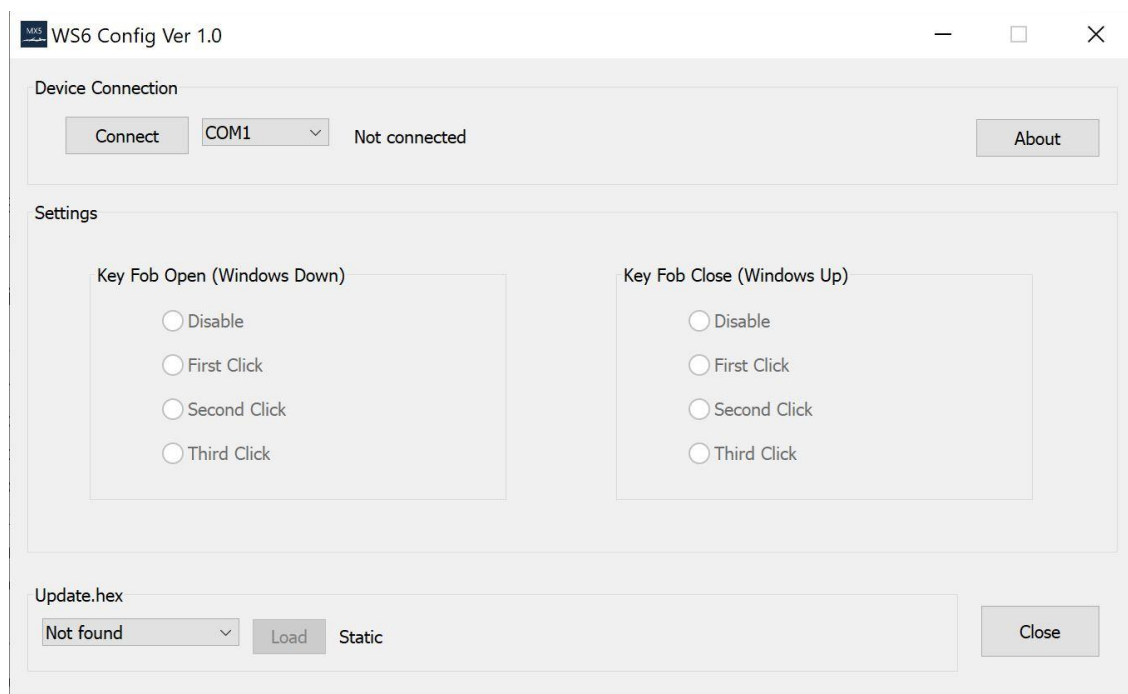 MX5
WS6 Config Ver 1.0
Device Connection
Connect
COM1
Not connected
About
Settings
Key Fob Open (Windows Down)
Disable
First Click
Second Click
Third Click
Key Fob Close (Windows Up)
Disable
First Click
Second Click
Third Click
Update.hex
Not found
Load
Static
Close